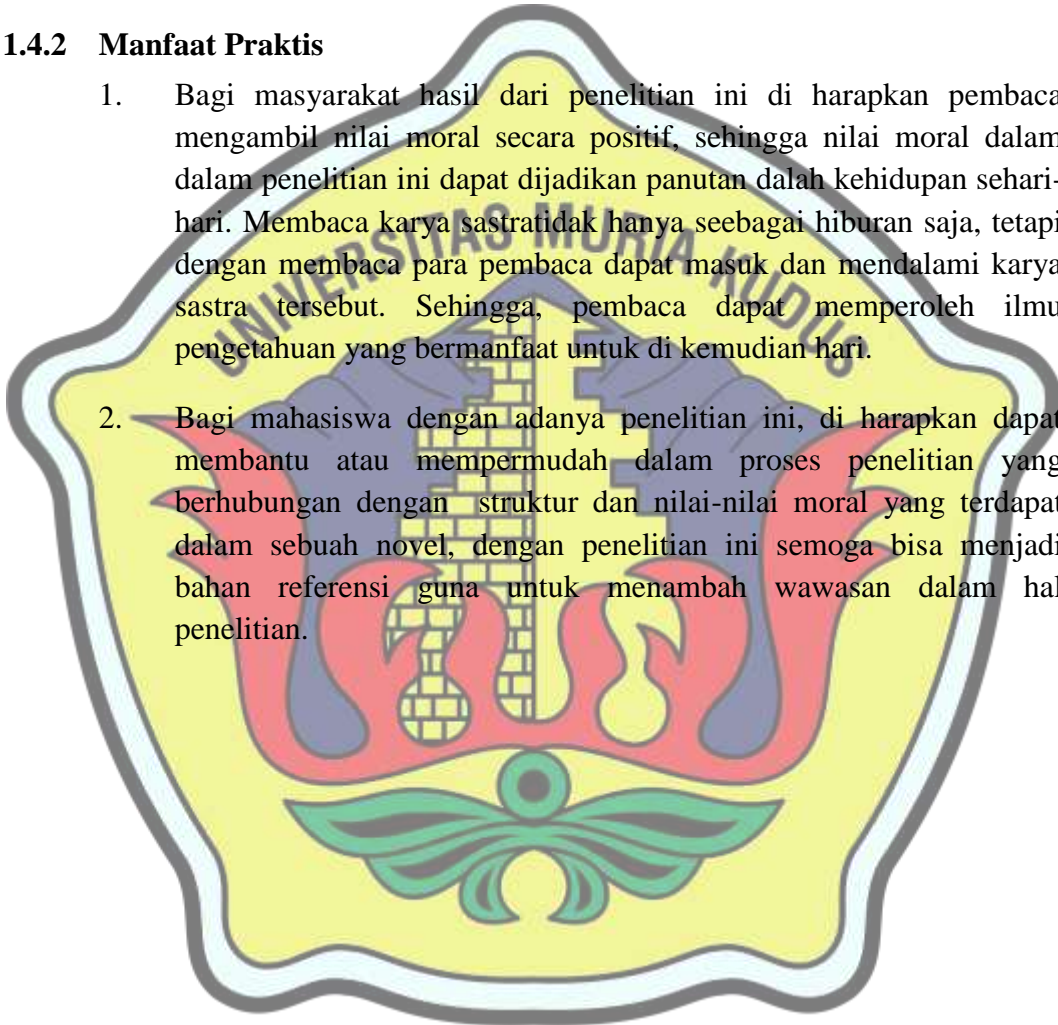 1.4.2 Manfaat Praktis
1. Bagi masyarakat hasil dari penelitian ini di harapkan pembaca
mengambil nilai moral secara positif, sehingga nilai moral dalam
dalam penelitian ini dapat dijadikan panutan dalah kehidupan sehari-
hari. Membaca karya sastratidak hanya seebagai hiburan saja, tetapi
dengan membaca para pembaca dapat masuk dan mendalami karya
sastra tersebut. Sehingga, pembaca dapat memperoleh ilmu
pengetahuan yang bermanfaat untuk di kemudian hari.
2. Bagi mahasiswa dengan adanya penelitian ini, di harapkan dapat
membantu atau mempermudah dalam proses penelitian yang
berhubungan dengan struktur dan nilai-nilai moral yang terdapat
dalam sebuah novel, dengan penelitian ini semoga bisa menjadi
bahan referensi guna untuk menambah wawasan dalam hal
penelitian.
UNIVERSITAS MURIA KUDUS